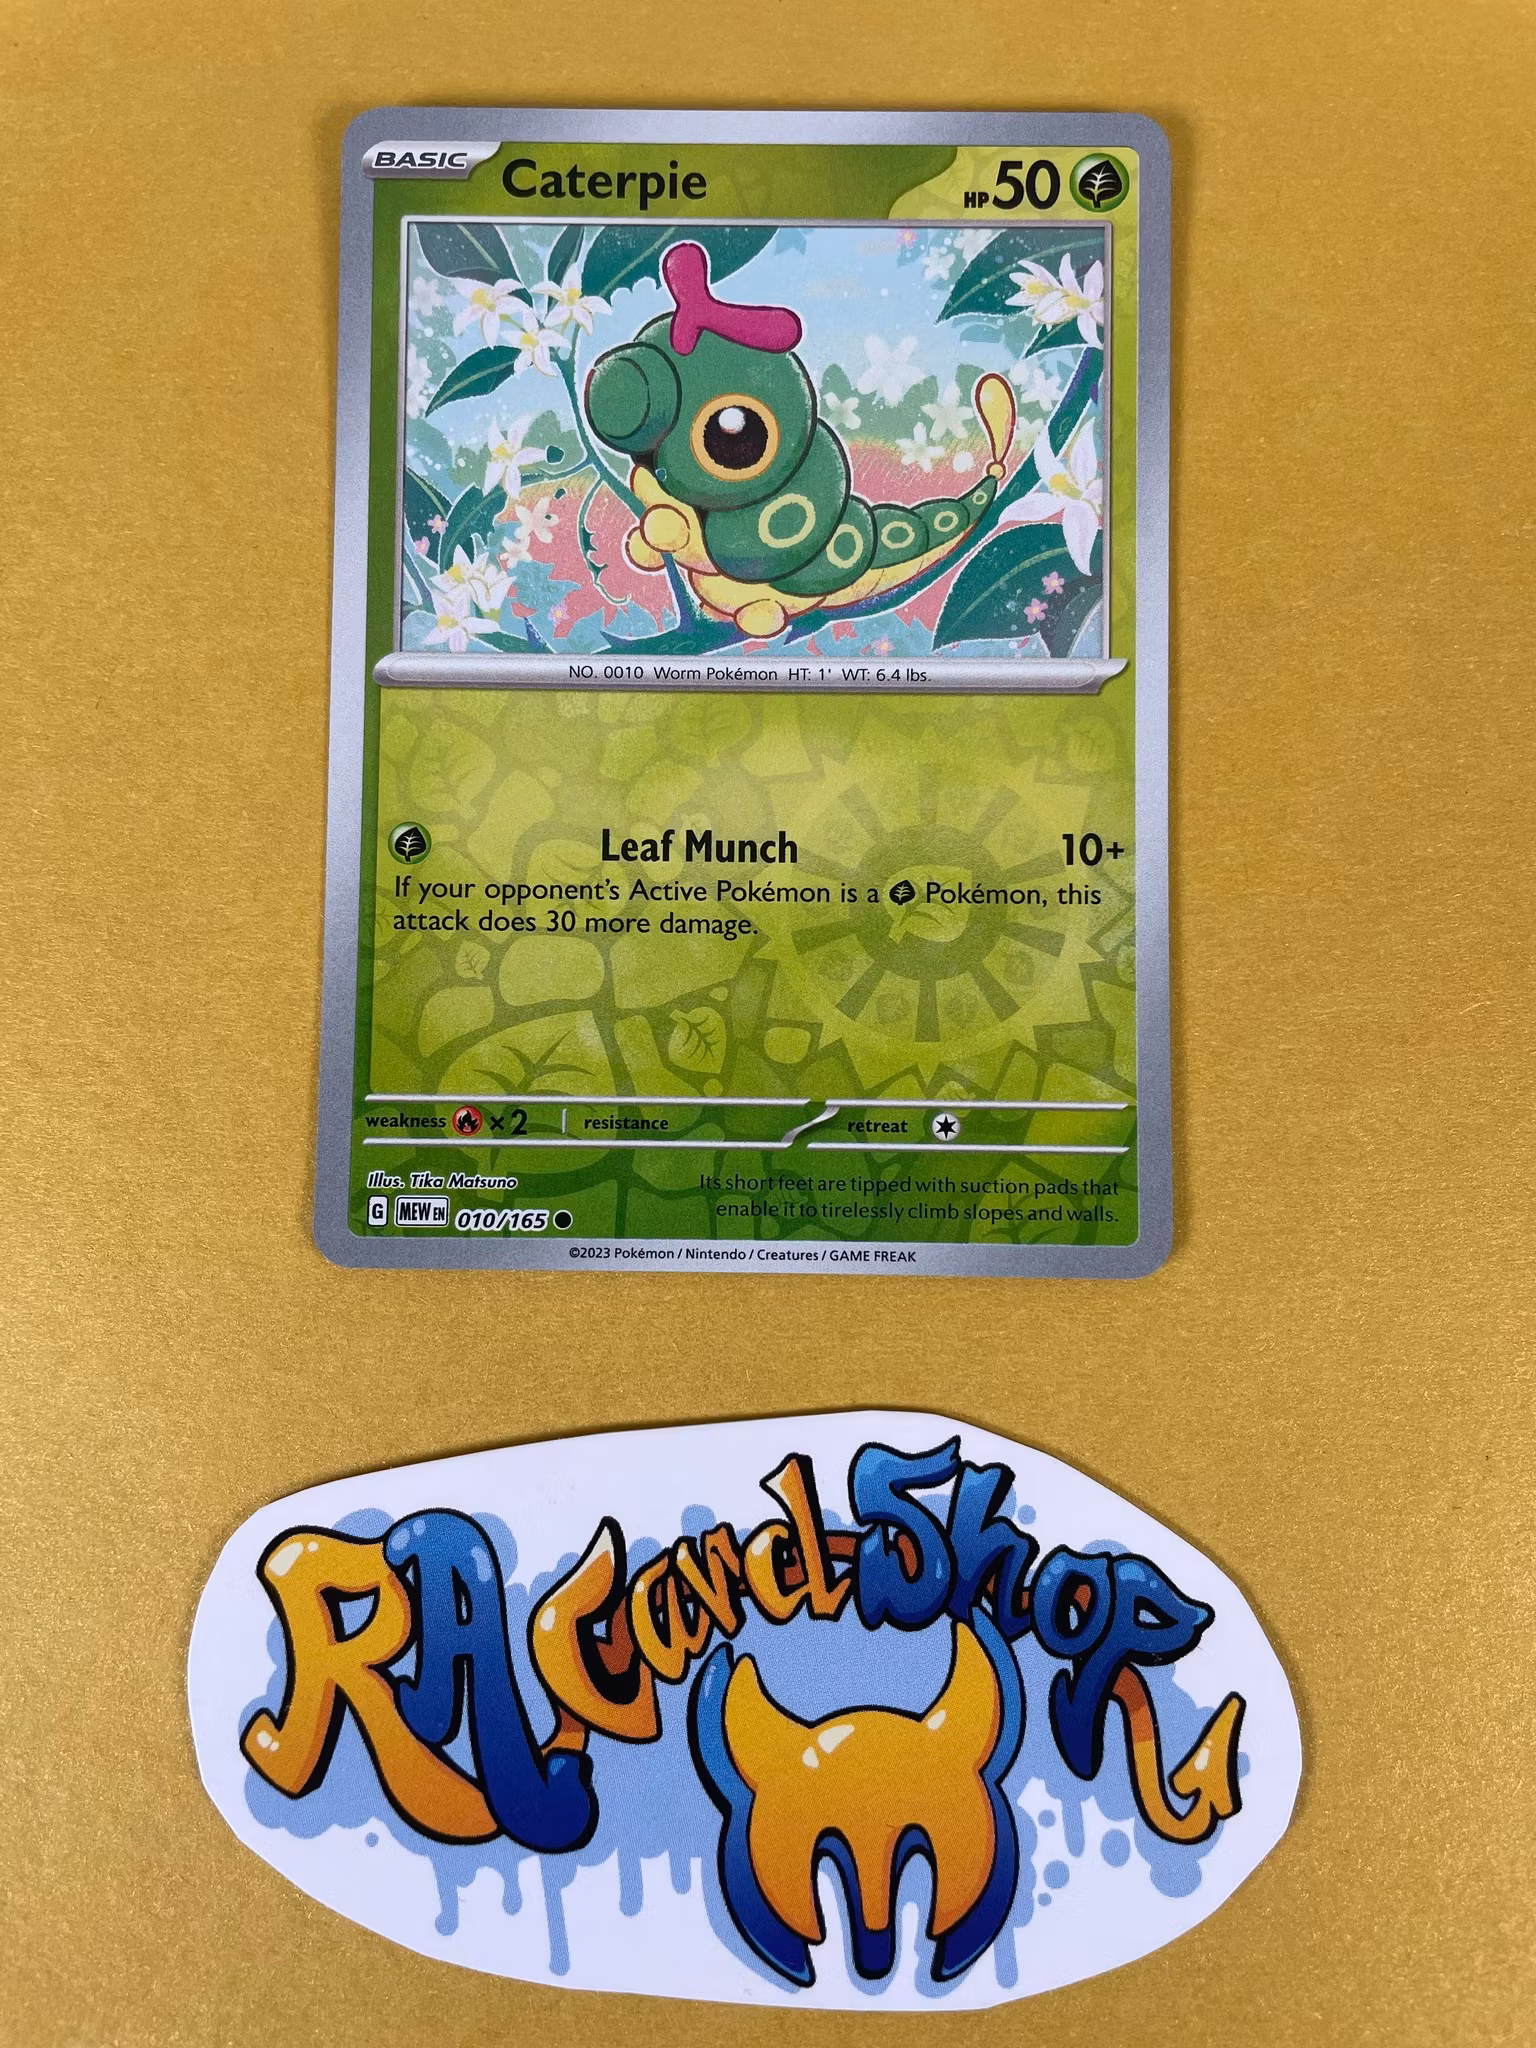 BASIC Caterpie HP 50
NO. 0010 Worm Pokémon HT: 1' WT: 6.4 lbs.
Leaf Munch 10+
If your opponent's Active Pokémon is a Pokémon, this
attack does 30 more damage.
weakness ×2 resistance retreat
Illus. Tika Matsuno
Its short feet are tipped with suction pads that
enable it to tirelessly climb slopes and walls.
G MEW EN 010/165
©2023 Pokémon / Nintendo / Creatures / GAME FREAK
RA Card Shop